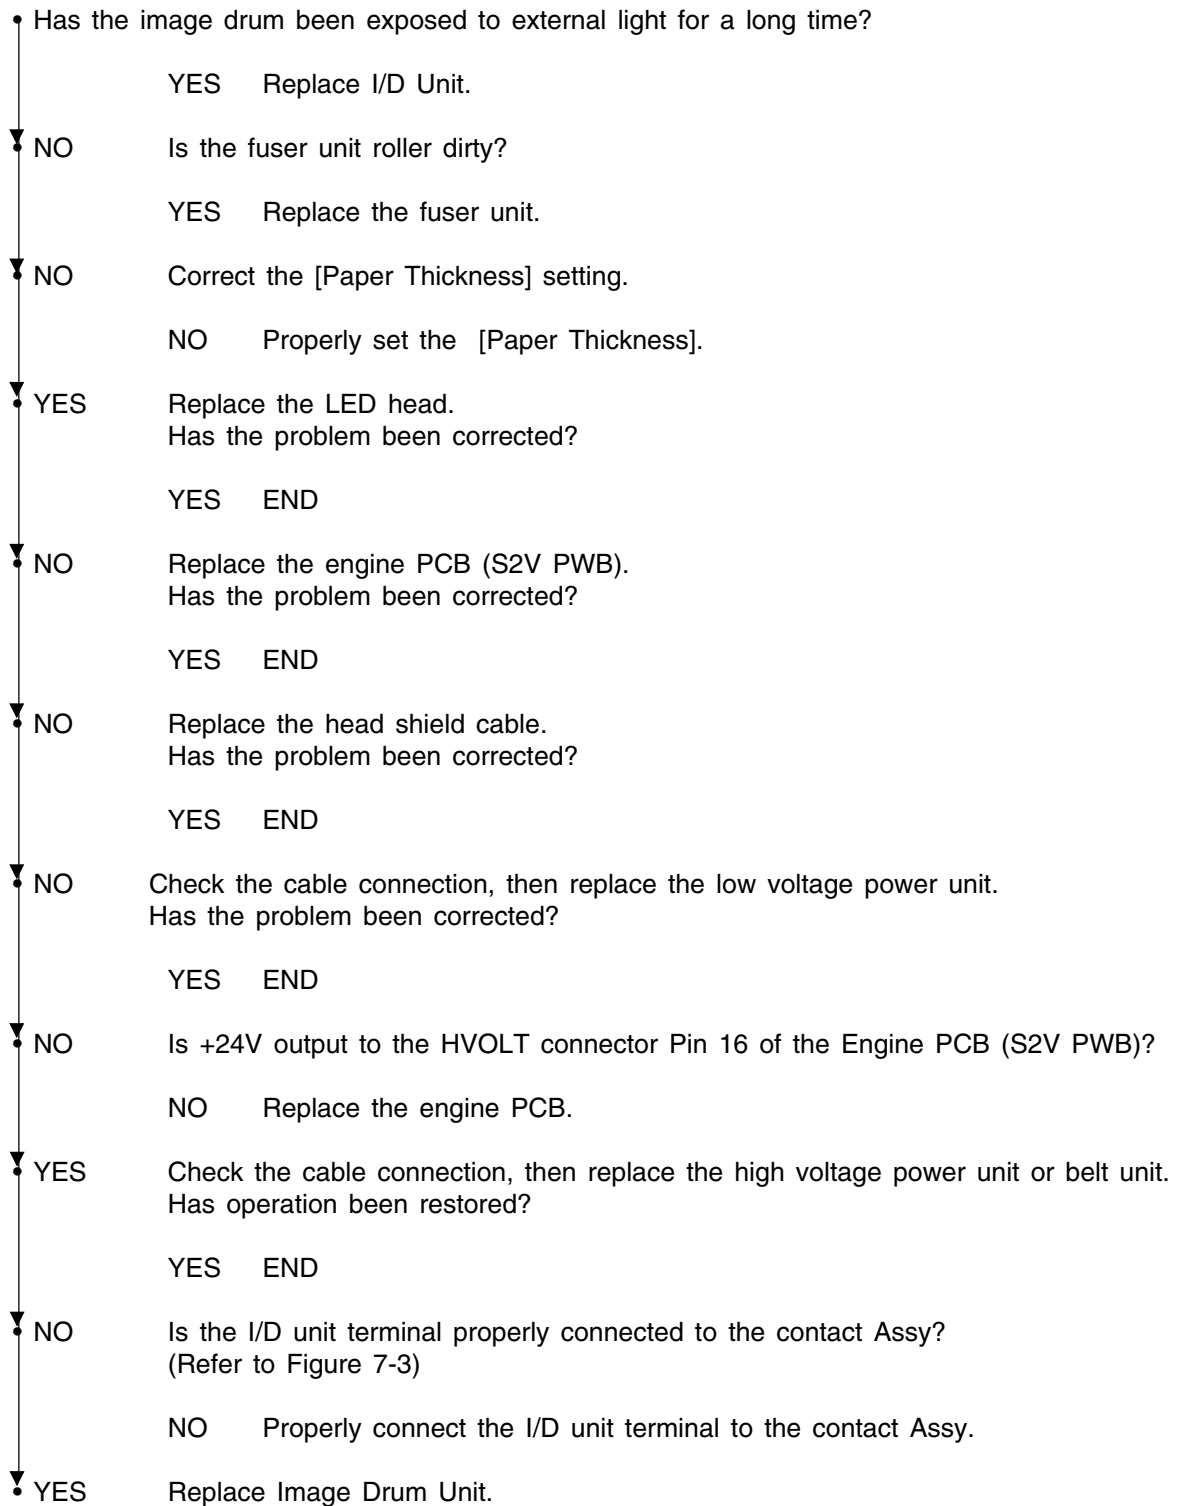 Has the image drum been exposed to external light for a long time?
YES Replace I/D Unit.
NO Is the fuser unit roller dirty?
YES Replace the fuser unit.
NO Correct the [Paper Thickness] setting.
NO Properly set the [Paper Thickness].
YES Replace the LED head.
Has the problem been corrected?
YES END
NO Replace the engine PCB (S2V PWB).
Has the problem been corrected?
YES END
NO Replace the head shield cable.
Has the problem been corrected?
YES END
NO Check the cable connection, then replace the low voltage power unit.
Has the problem been corrected?
YES END
NO Is +24V output to the HVOLT connector Pin 16 of the Engine PCB (S2V PWB)?
NO Replace the engine PCB.
YES Check the cable connection, then replace the high voltage power unit or belt unit.
Has operation been restored?
YES END
NO Is the I/D unit terminal properly connected to the contact Assy?
(Refer to Figure 7-3)
NO Properly connect the I/D unit terminal to the contact Assy.
YES Replace Image Drum Unit.